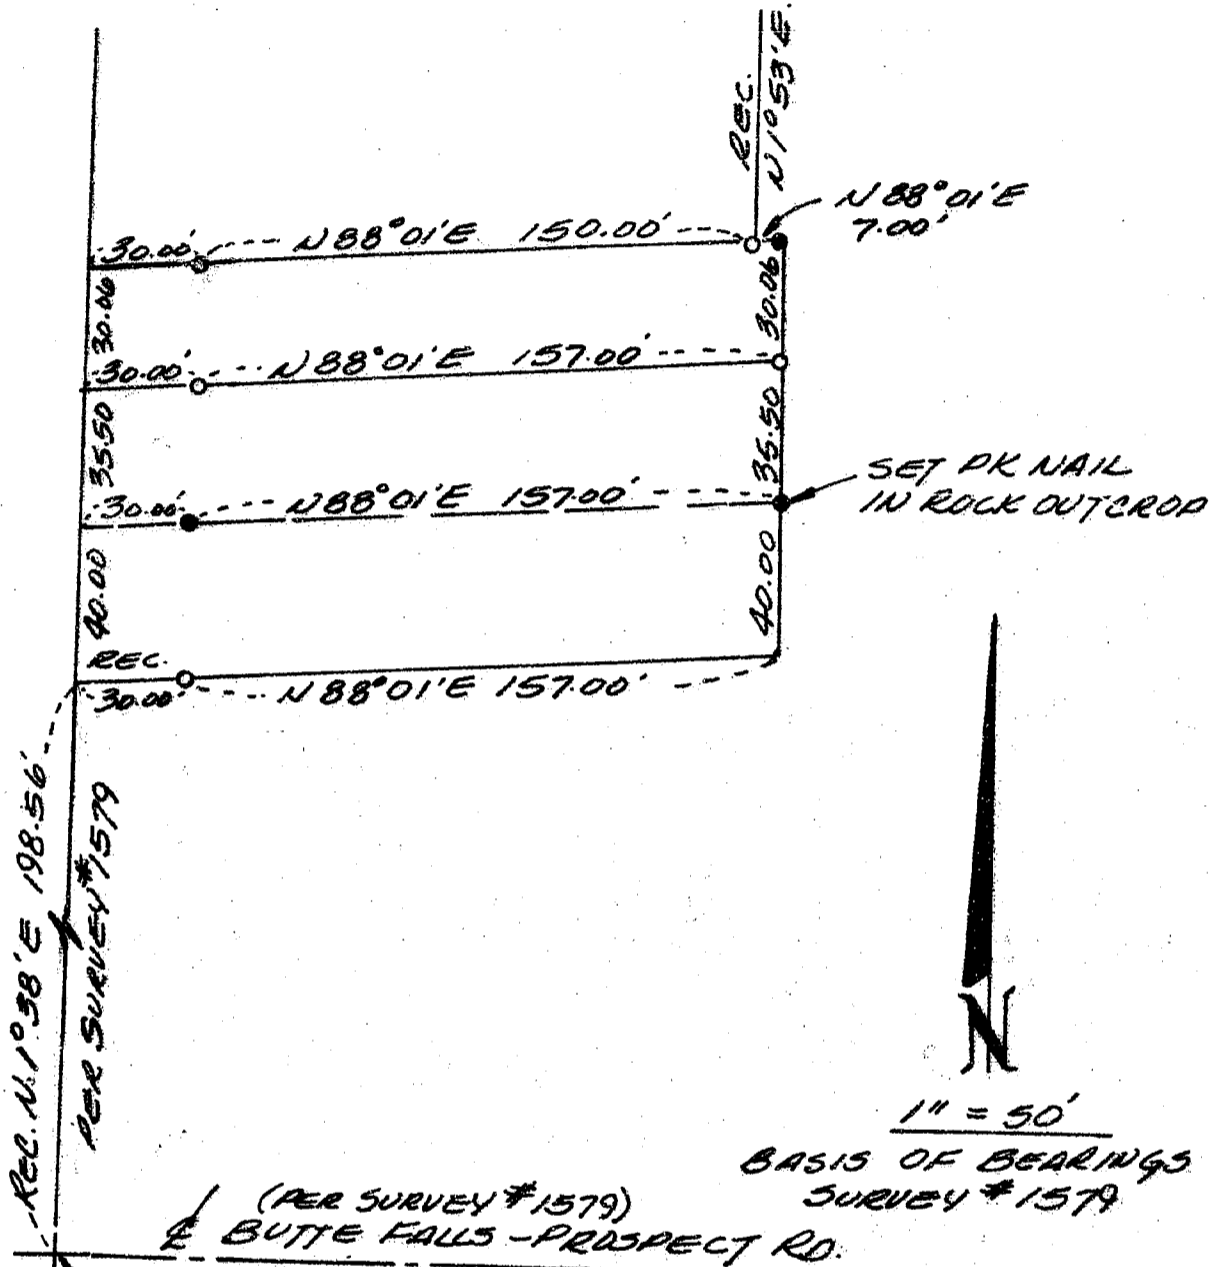 REC.
N1°53'E.
N88°01'E
7.00'
30.00' N88°01'E 150.00'
30.06
30.06
30.00' N88°01'E 157.00'
35.50
35.50
SET PK NAIL
IN ROCK OUTCROP
30.00' N88°01'E 157.00'
40.00
40.00
REC.
30.00' N88°01'E 157.00'
REC. N.1°38'E 198.56'
PER SURVEY #1579
N
1" = 50'
BASIS OF BEARINGS
SURVEY #1579
(PER SURVEY #1579)
℄ BUTTE FALLS - PROSPECT RD.